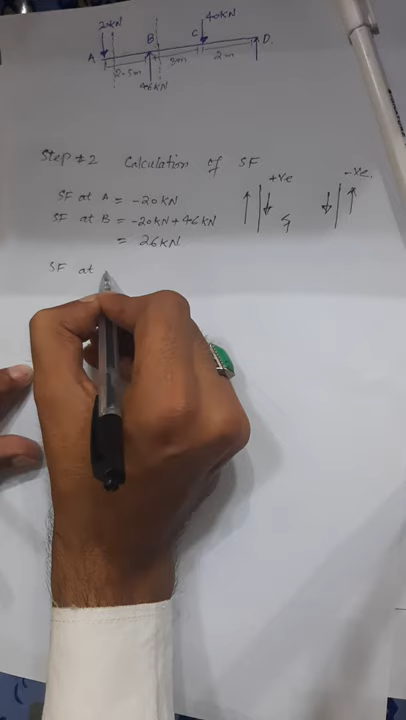 20KN
40KN
A B C D.
2.5m 5m 2m
46KN
Step #2 Calculation of SF
+ve -ve.
SF at A = -20KN
SF at B = -20KN + 46KN
= 26KN
SF at